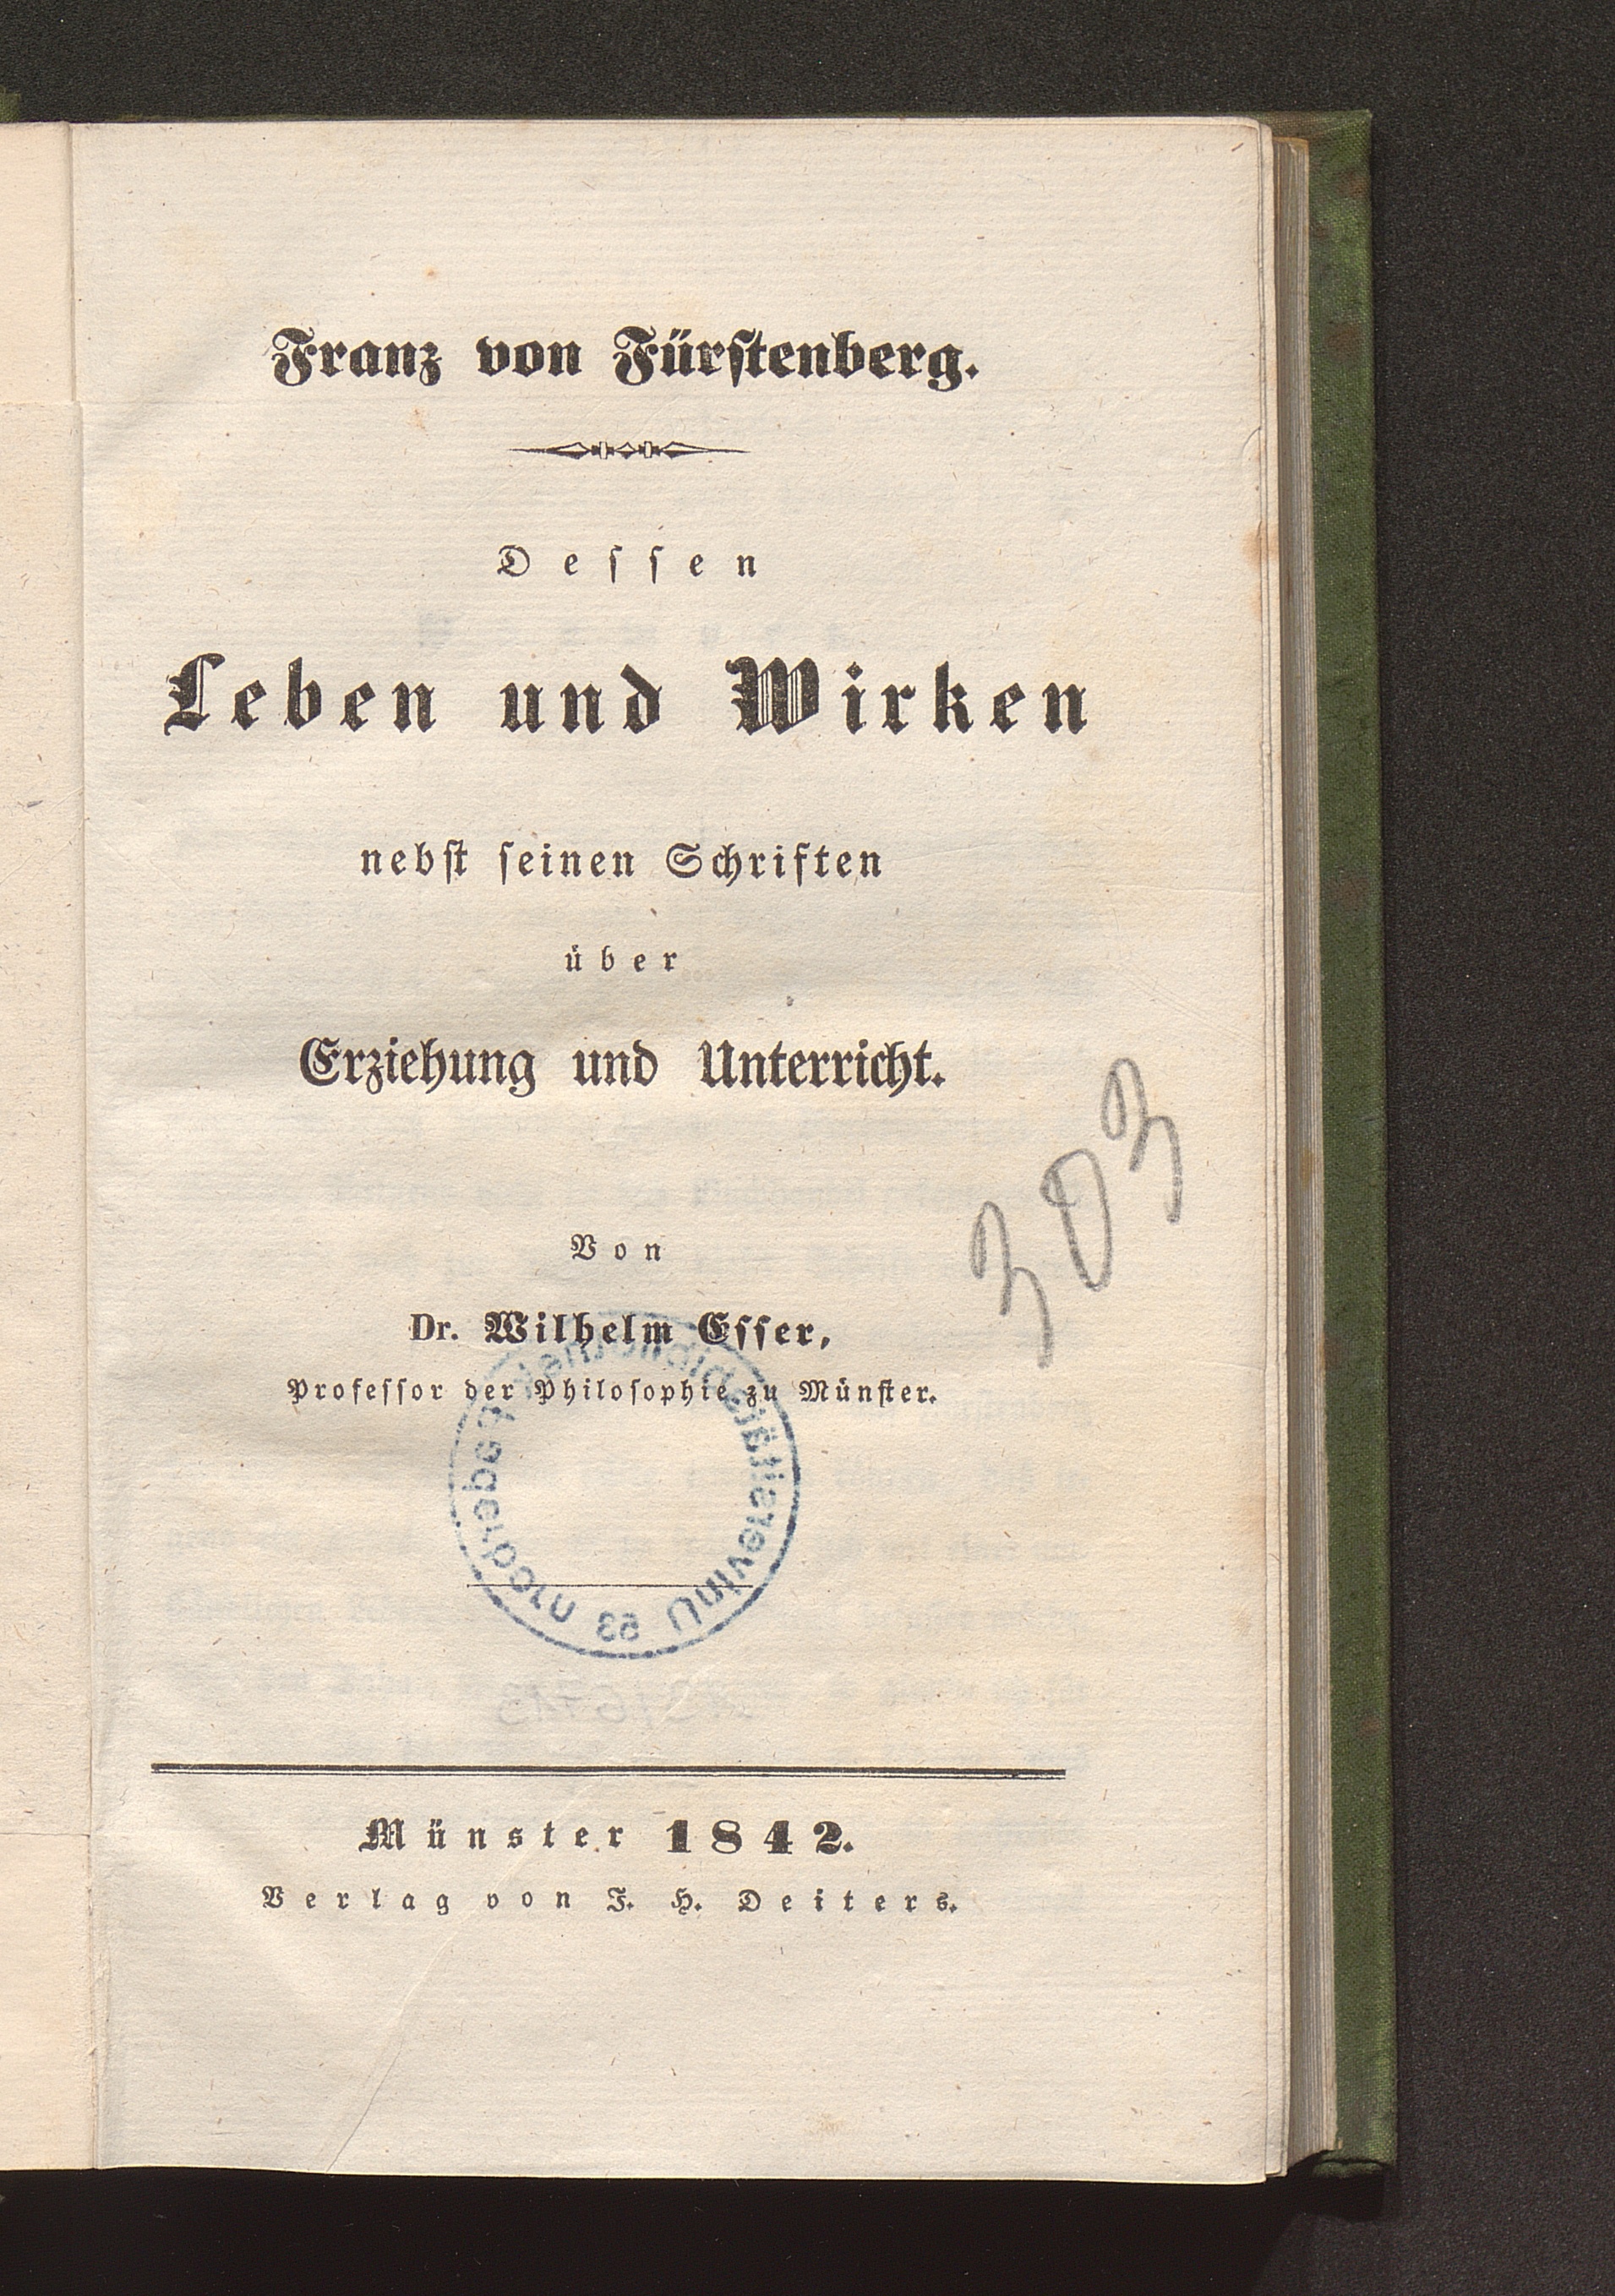 Franz von Fürſtenberg.
Deſſen
Leben und Wirken
nebſt ſeinen Schriften
über
Erziehung und Unterricht.
303
Von
Dr. Wilhelm Eſſer,
Profeſſor der Philoſophie zu Münſter.
Münster 1842.
Verlag von F. H. Deiters.